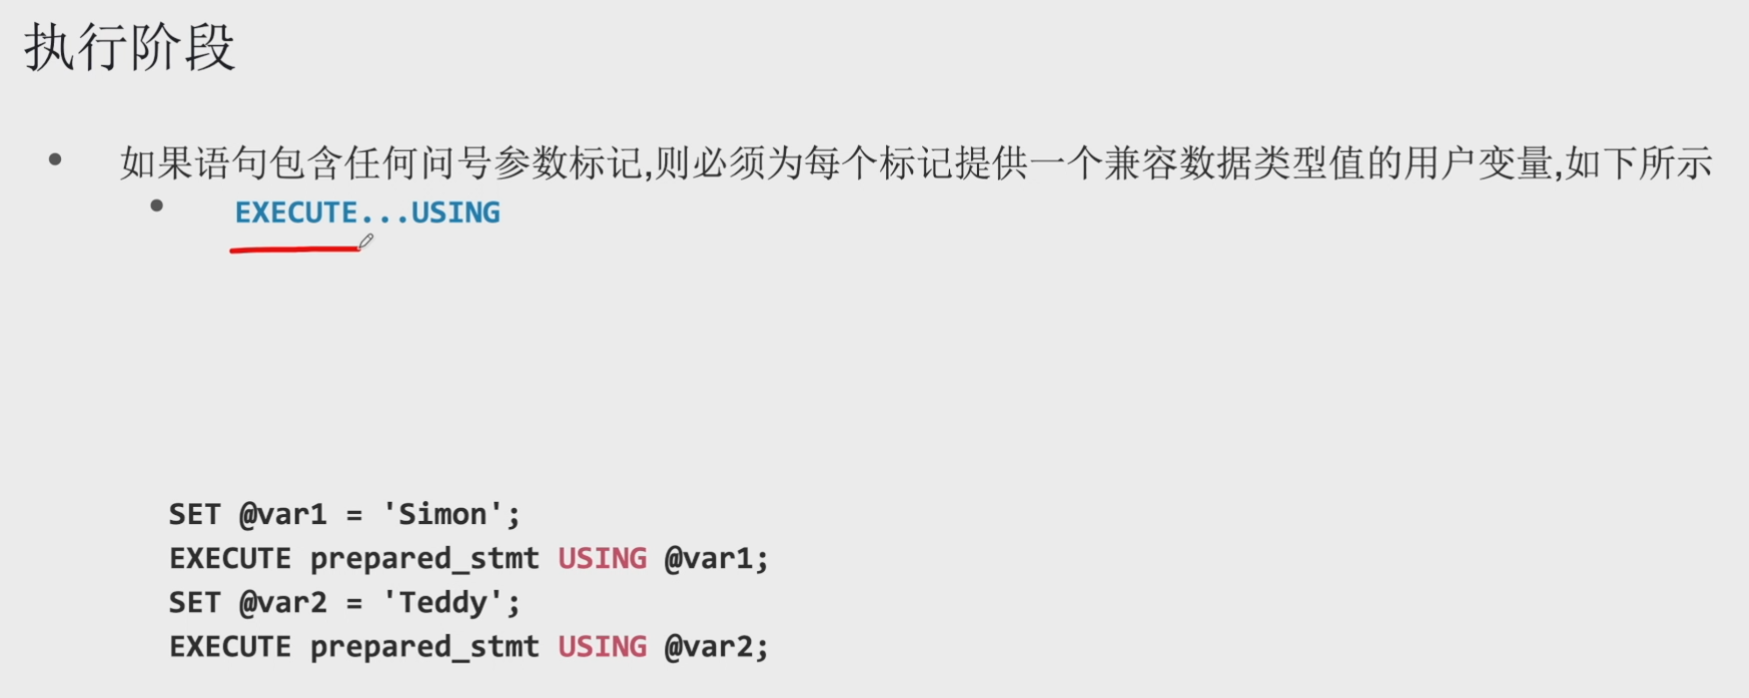 执行阶段
如果语句包含任何问号参数标记,则必须为每个标记提供一个兼容数据类型值的用户变量,如下所示
EXECUTE...USING
SET @var1 = 'Simon';
EXECUTE prepared_stmt USING @var1;
SET @var2 = 'Teddy';
EXECUTE prepared_stmt USING @var2;